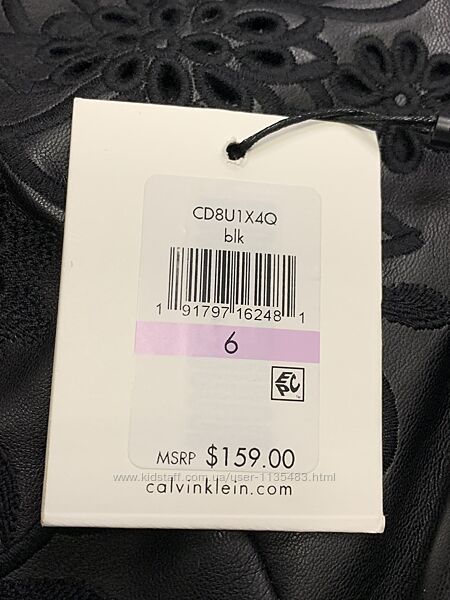 CD8U1X4Q
blk
1 91797 16248 1
6
EPC
MSRP $159.00
www.kidstaff.com.ua/user-1135483.html
calvinklein.com